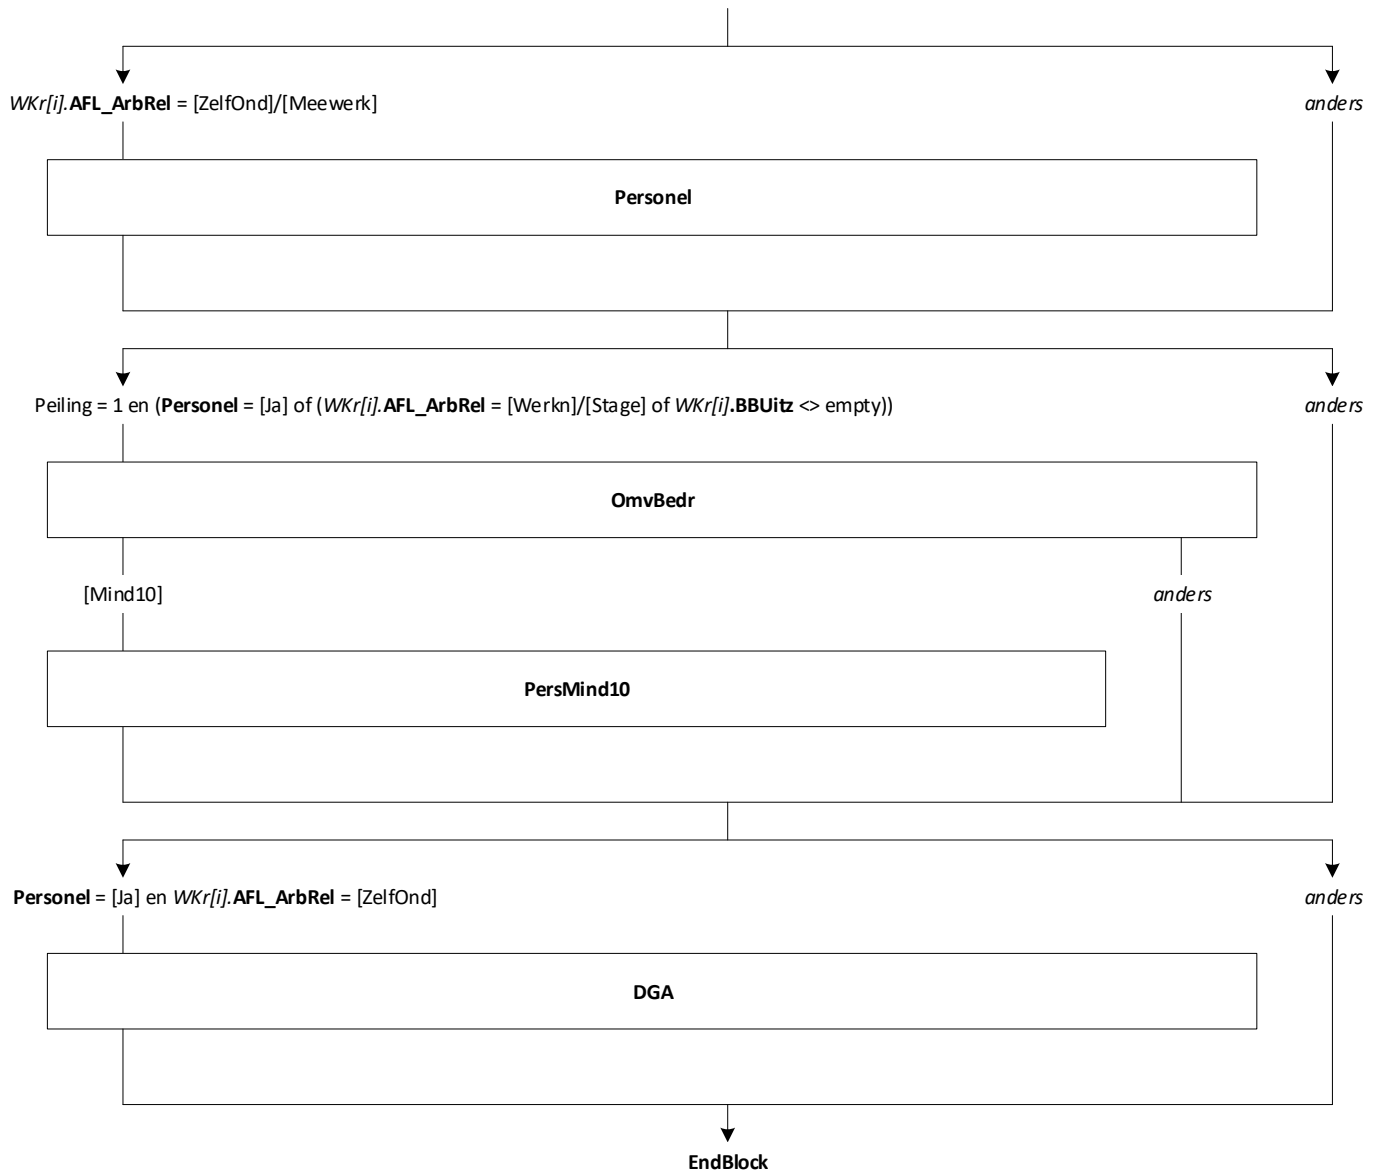 WKr[i].AFL_ArbRel = [ZelfOnd]/[Meewerk]
anders
Personel
Peiling = 1 en (Personel = [Ja] of (WKr[i].AFL_ArbRel = [Werkn]/[Stage] of WKr[i].BBUitz <> empty))
anders
OmvBedr
[Mind10]
anders
PersMind10
Personel = [Ja] en WKr[i].AFL_ArbRel = [ZelfOnd]
anders
DGA
EndBlock